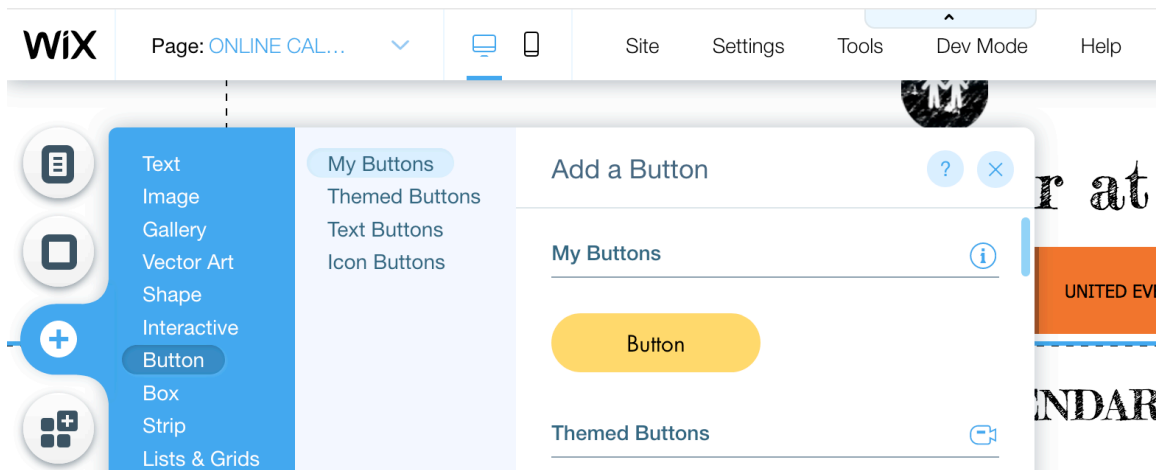 WiX Page: ONLINE CAL... Site Settings Tools Dev Mode Help
Text
Image
Gallery
Vector Art
Shape
Interactive
Button
Box
Strip
Lists & Grids
My Buttons
Themed Buttons
Text Buttons
Icon Buttons
Add a Button ?
My Buttons
Button
Themed Buttons
r at
UNITED EVE
ENDAR